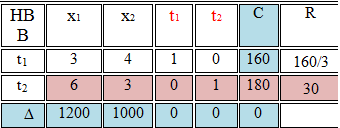 HB B x₁ x₂ t₁ t₂ C R
t₁ 3 4 1 0 160 160/3
t₂ 6 3 0 1 180 30
Δ 1200 1000 0 0 0